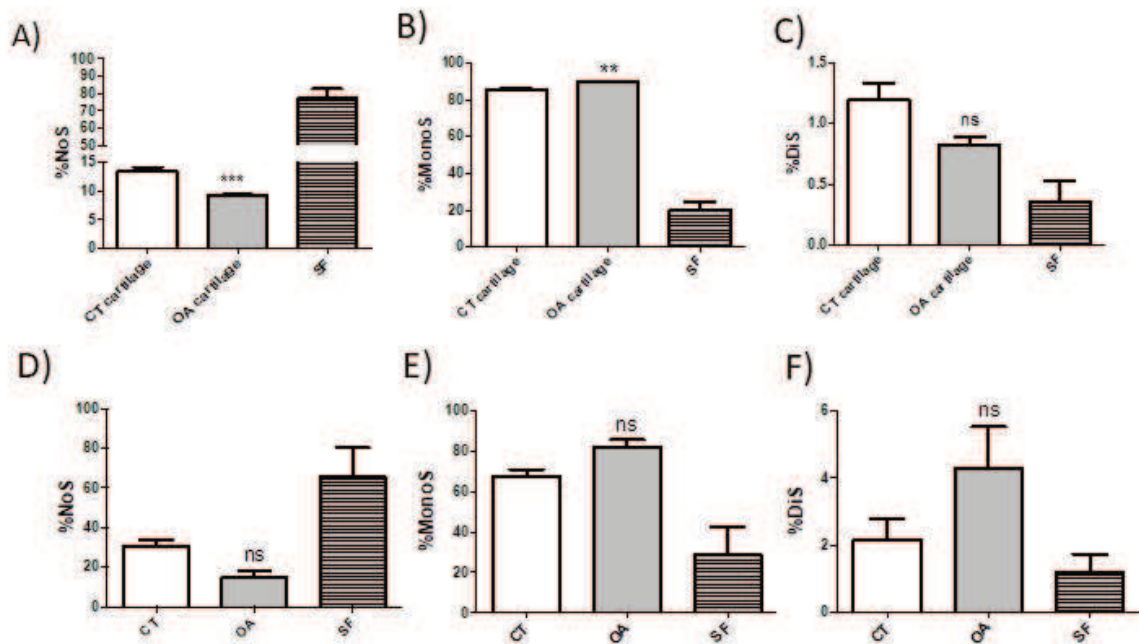 A)
%NoS
100
90
80
70
60
50
15
10
5
0
***
CT cartilage
OA cartilage
SF
B)
%MonoS
100
80
60
40
20
0
**
CT cartilage
OA cartilage
SF
C)
%DiS
1.5
1.0
0.5
0.0
ns
CT cartilage
OA cartilage
SF
D)
%NoS
100
80
60
40
20
0
ns
CT
OA
SF
E)
%MonoS
100
80
60
40
20
0
ns
CT
OA
SF
F)
%DiS
6
4
2
0
ns
CT
OA
SF